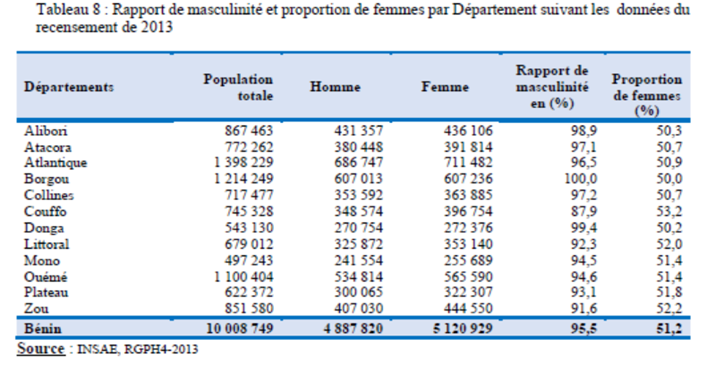 Tableau 8 : Rapport de masculinité et proportion de femmes par Département suivant les données du
recensement de 2013
Départements Population totale Homme Femme Rapport de masculinité en (%) Proportion de femmes (%)
Alibori 867 463 431 357 436 106 98,9 50,3
Atacora 772 262 380 448 391 814 97,1 50,7
Atlantique 1 398 229 686 747 711 482 96,5 50,9
Borgou 1 214 249 607 013 607 236 100,0 50,0
Collines 717 477 353 592 363 885 97,2 50,7
Couffo 745 328 348 574 396 754 87,9 53,2
Donga 543 130 270 754 272 376 99,4 50,2
Littoral 679 012 325 872 353 140 92,3 52,0
Mono 497 243 241 554 255 689 94,5 51,4
Ouémé 1 100 404 534 814 565 590 94,6 51,4
Plateau 622 372 300 065 322 307 93,1 51,8
Zou 851 580 407 030 444 550 91,6 52,2
Bénin 10 008 749 4 887 820 5 120 929 95,5 51,2
Source : INSAE, RGPH4-2013